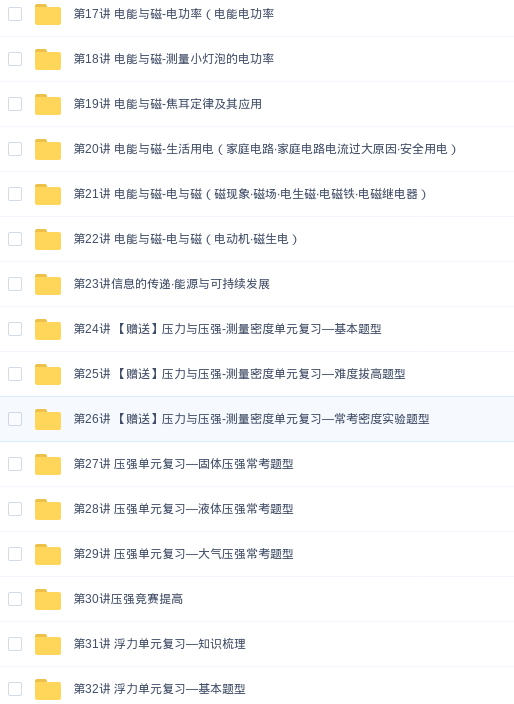 第17讲 电能与磁-电功率（电能电功率
第18讲 电能与磁-测量小灯泡的电功率
第19讲 电能与磁-焦耳定律及其应用
第20讲 电能与磁-生活用电（家庭电路·家庭电路电流过大原因·安全用电）
第21讲 电能与磁-电与磁（磁现象·磁场·电生磁·电磁铁·电磁继电器）
第22讲 电能与磁-电与磁（电动机·磁生电）
第23讲信息的传递·能源与可持续发展
第24讲 【赠送】压力与压强-测量密度单元复习—基本题型
第25讲 【赠送】压力与压强-测量密度单元复习—难度拔高题型
第26讲 【赠送】压力与压强-测量密度单元复习—常考密度实验题型
第27讲 压强单元复习—固体压强常考题型
第28讲 压强单元复习—液体压强常考题型
第29讲 压强单元复习—大气压强常考题型
第30讲压强竞赛提高
第31讲 浮力单元复习—知识梳理
第32讲 浮力单元复习—基本题型